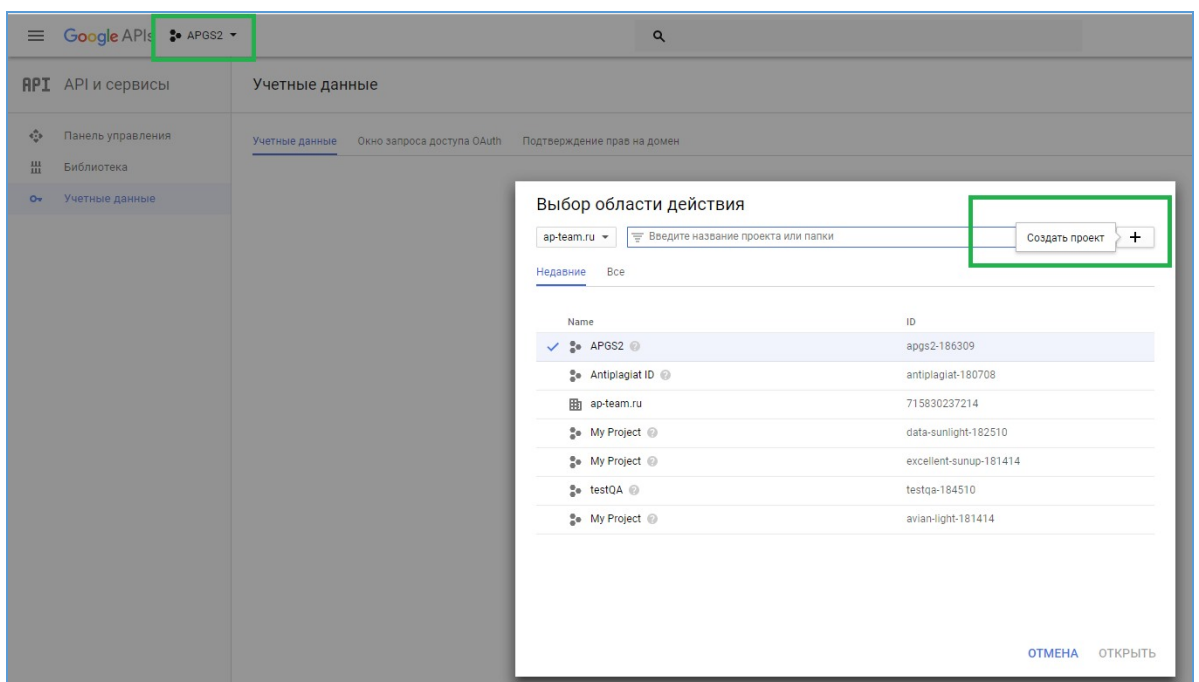 Google APIs APGS2
API API и сервисы
Учетные данные
Панель управления
Библиотека
Учетные данные
Учетные данные Окно запроса доступа OAuth Подтверждение прав на домен
Выбор области действия
ap-team.ru Введите название проекта или папки Создать проект +
Недавние Все
Name ID
APGS2 apgs2-186309
Antiplagiat ID antiplagiat-180708
ap-team.ru 715830237214
My Project data-sunlight-182510
My Project excellent-sunup-181414
testQA testqa-184510
My Project avian-light-181414
ОТМЕНА ОТКРЫТЬ